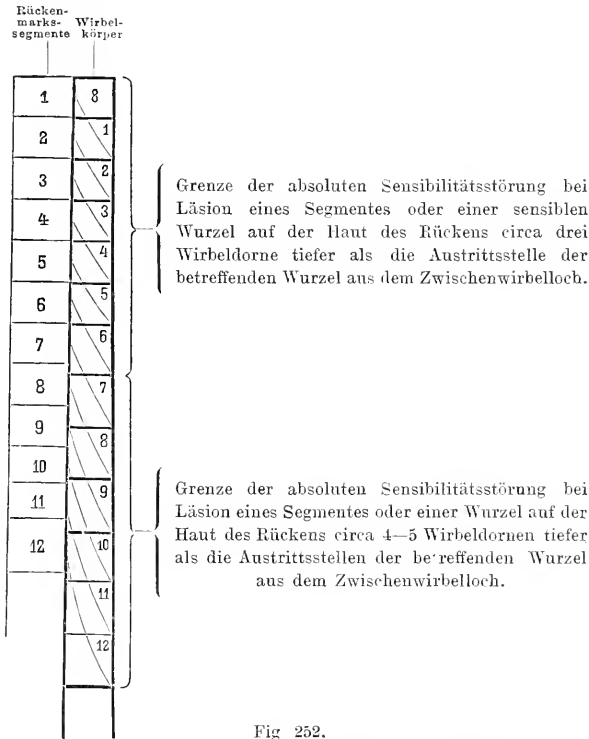 Rücken-
marks- Wirbel-
segmente körper
1 8
2 1
3 2
4 3
5 4
6 5
7 6
8 7
9 8
10 9
11 10
12 11
12
Grenze der absoluten Sensibilitätsstörung bei
Läsion eines Segmentes oder einer sensiblen
Wurzel auf der Haut des Rückens circa drei
Wirbeldorne tiefer als die Austrittsstelle der
betreffenden Wurzel aus dem Zwischenwirbelloch.
Grenze der absoluten Sensibilitätsstörung bei
Läsion eines Segmentes oder einer Wurzel auf der
Haut des Rückens circa 4—5 Wirbeldornen tiefer
als die Austrittsstellen der betreffenden Wurzel
aus dem Zwischenwirbelloch.
Fig 252.